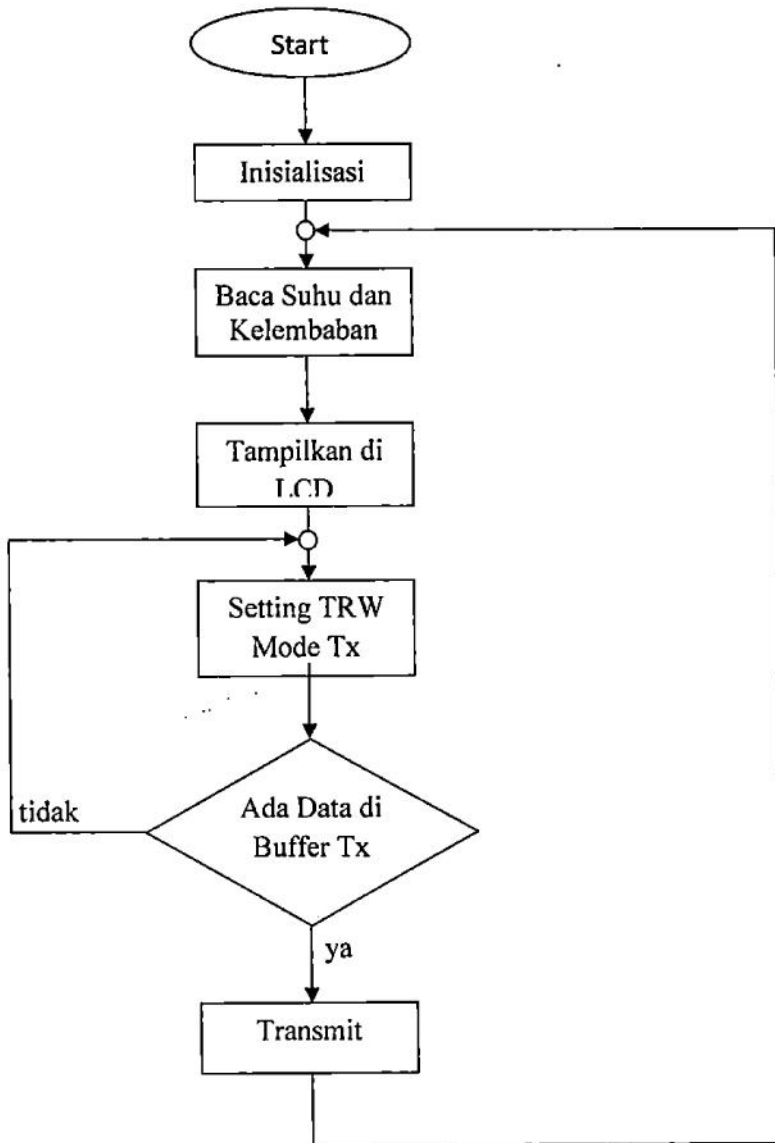 Start
Inisialisasi
Baca Suhu dan
Kelembaban
Tampilkan di
LCD
Setting TRW
Mode Tx
tidak
Ada Data di
Buffer Tx
ya
Transmit